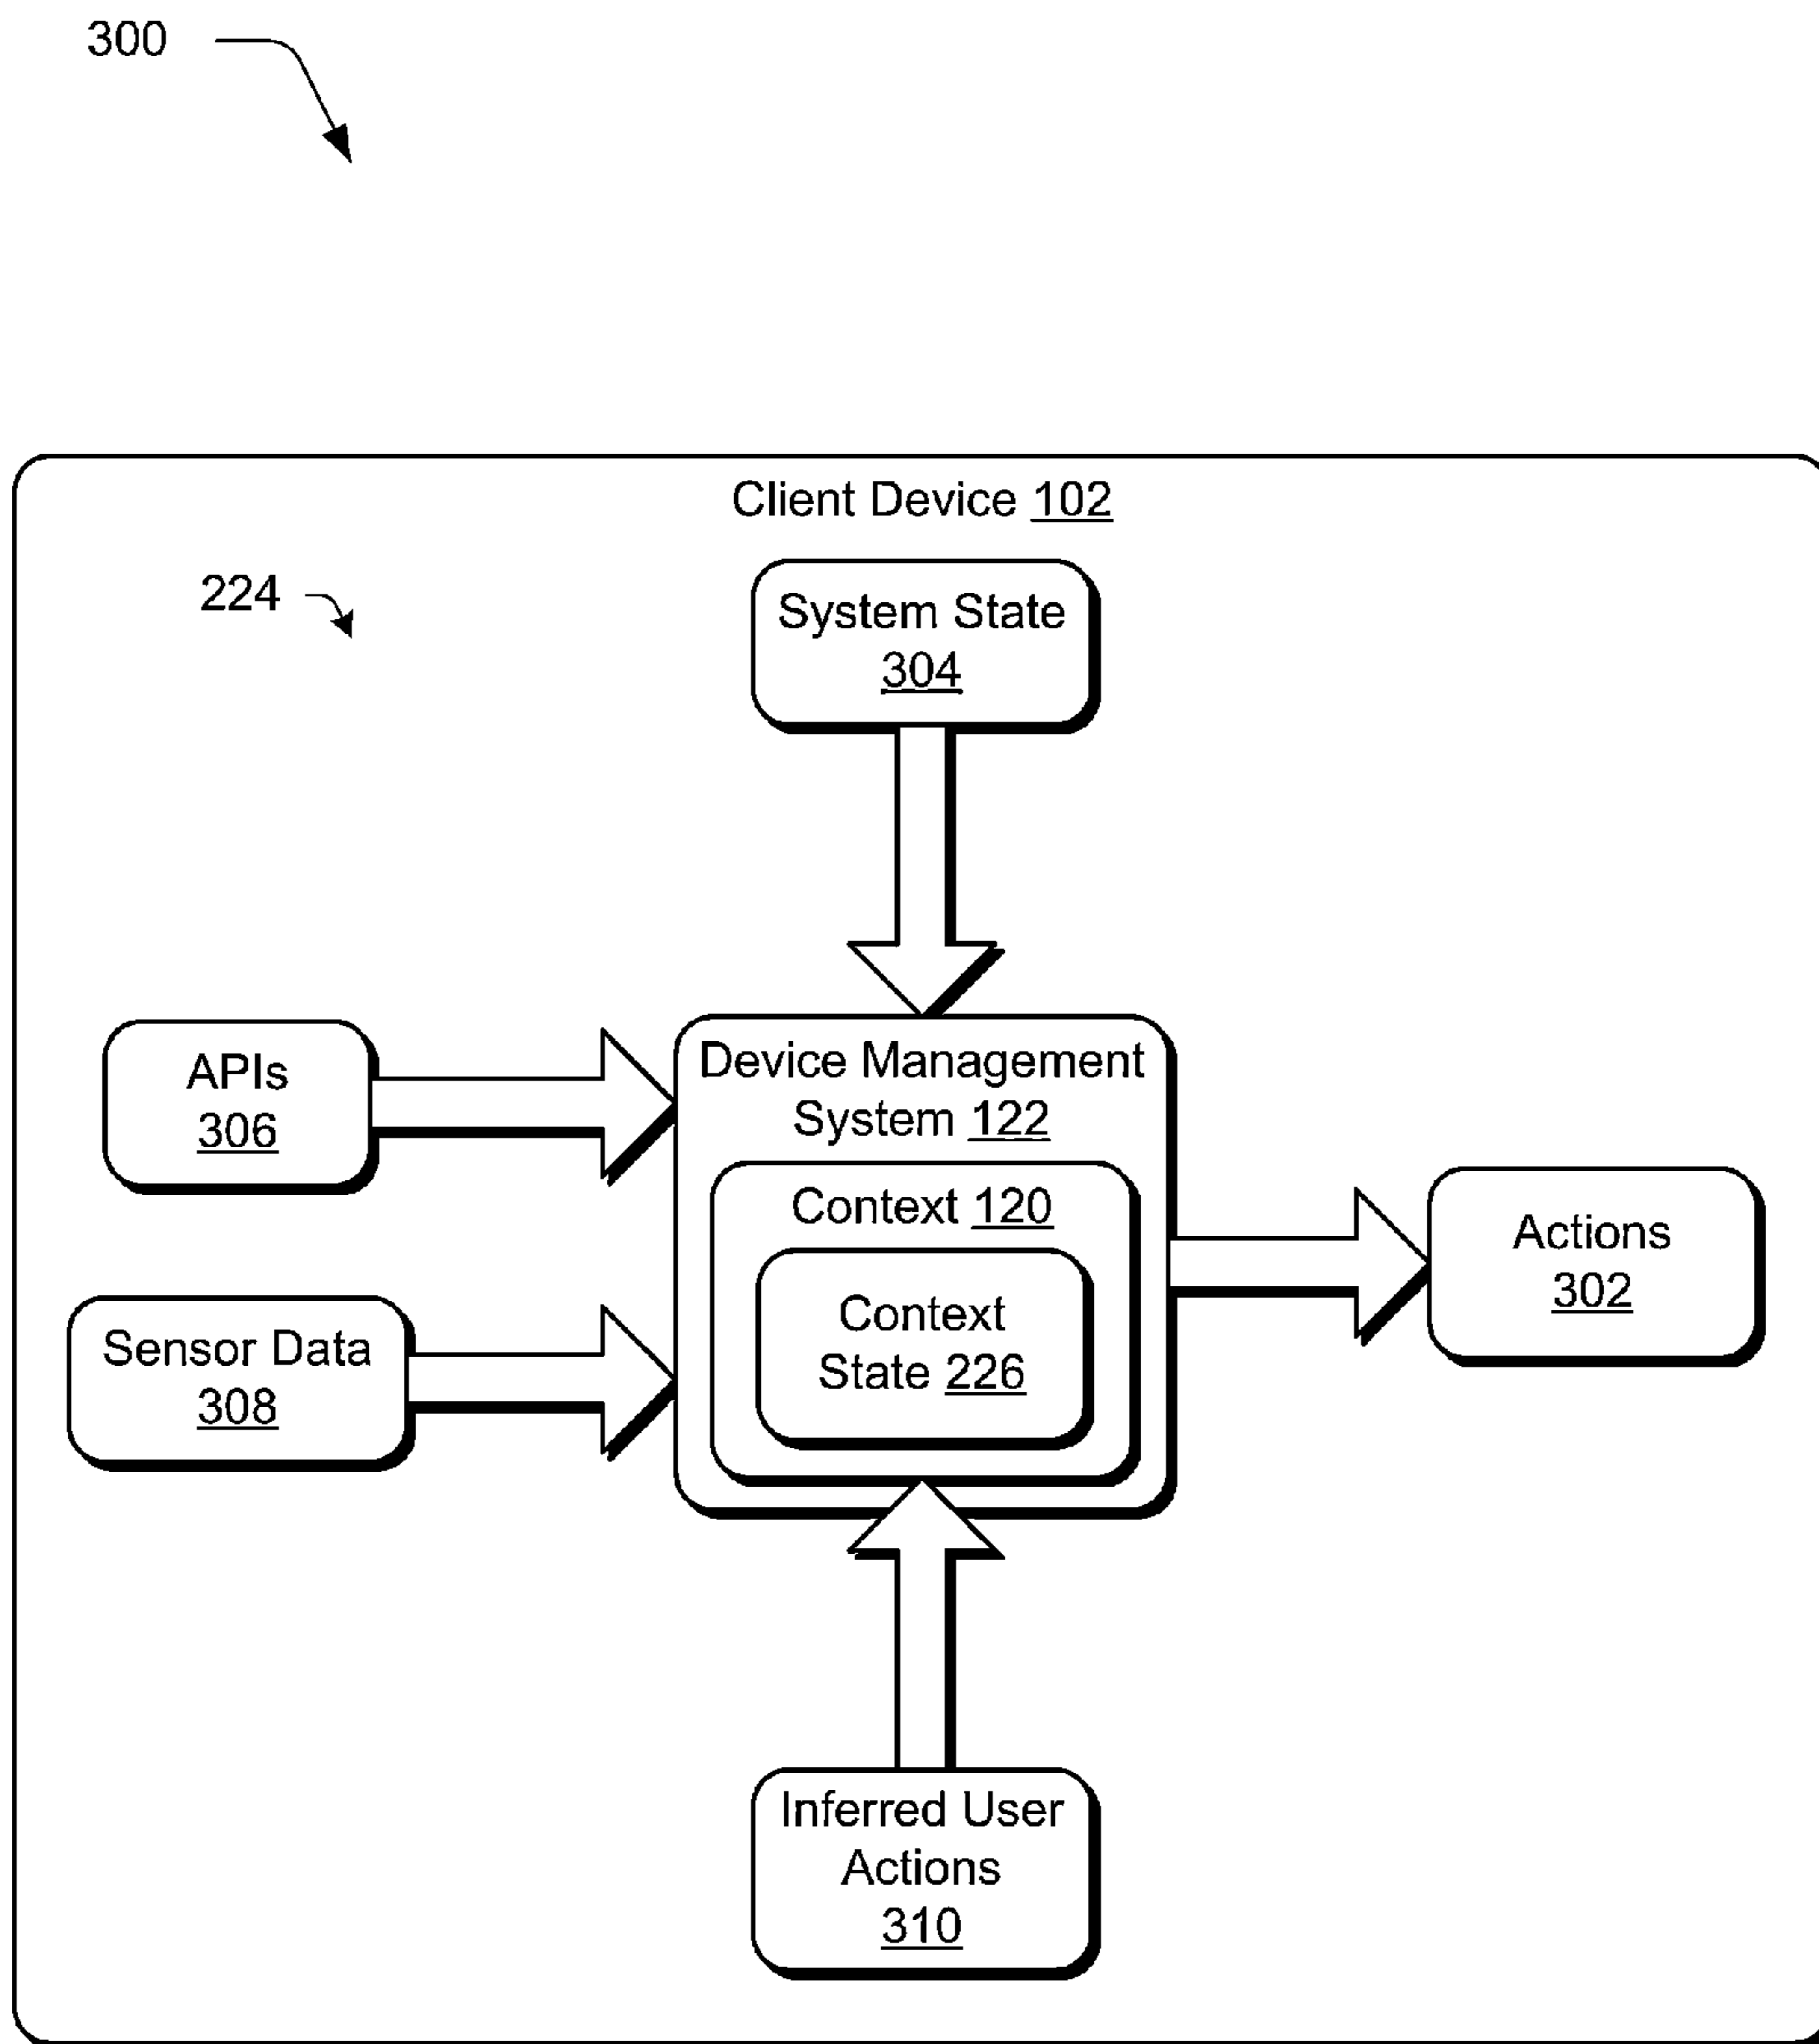 300
Client Device 102
224
System State
304
APIs
306
Device Management
System 122
Context 120
Context
State 226
Sensor Data
308
Actions
302
Inferred User
Actions
310